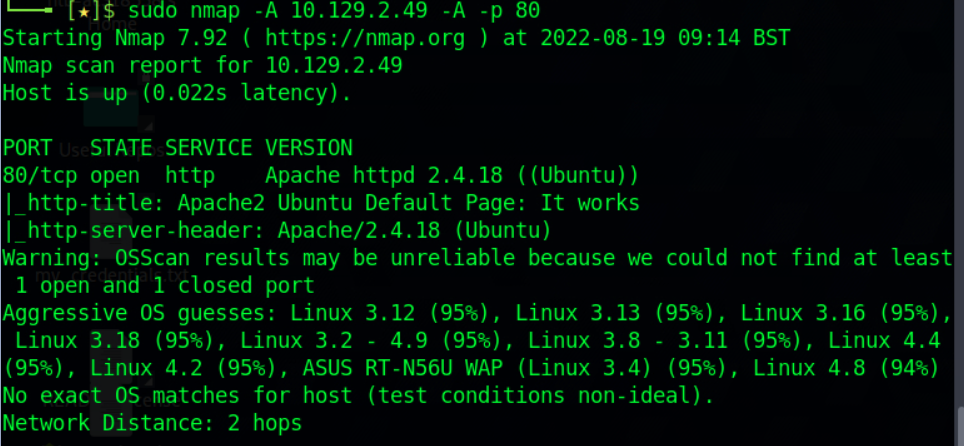 [★]$ sudo nmap -A 10.129.2.49 -A -p 80
Starting Nmap 7.92 ( https://nmap.org ) at 2022-08-19 09:14 BST
Nmap scan report for 10.129.2.49
Host is up (0.022s latency).
PORT   STATE SERVICE VERSION
80/tcp open  http    Apache httpd 2.4.18 ((Ubuntu))
|_http-title: Apache2 Ubuntu Default Page: It works
|_http-server-header: Apache/2.4.18 (Ubuntu)
Warning: OSScan results may be unreliable because we could not find at least
 1 open and 1 closed port
Aggressive OS guesses: Linux 3.12 (95%), Linux 3.13 (95%), Linux 3.16 (95%),
 Linux 3.18 (95%), Linux 3.2 - 4.9 (95%), Linux 3.8 - 3.11 (95%), Linux 4.4
(95%), Linux 4.2 (95%), ASUS RT-N56U WAP (Linux 3.4) (95%), Linux 4.8 (94%)
No exact OS matches for host (test conditions non-ideal).
Network Distance: 2 hops